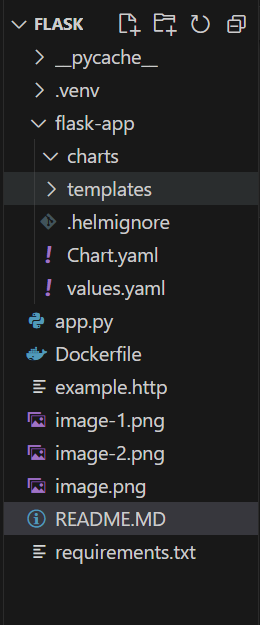 FLASK
__pycache__
.venv
flask-app
charts
templates
.helmignore
Chart.yaml
values.yaml
app.py
Dockerfile
example.http
image-1.png
image-2.png
image.png
README.MD
requirements.txt